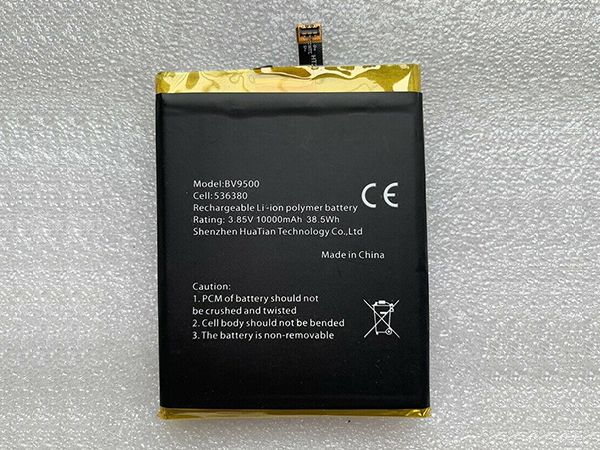 Model:BV9500
Cell:536380
Rechargeable Li-ion polymer battery
Rating: 3.85V 10000mAh 38.5Wh
Shenzhen HuaTian Technology Co.,Ltd
CE
Made in China
Caution:
1. PCM of battery should not
be crushed and twisted
2. Cell body should not be bended
3. The battery is non-removable